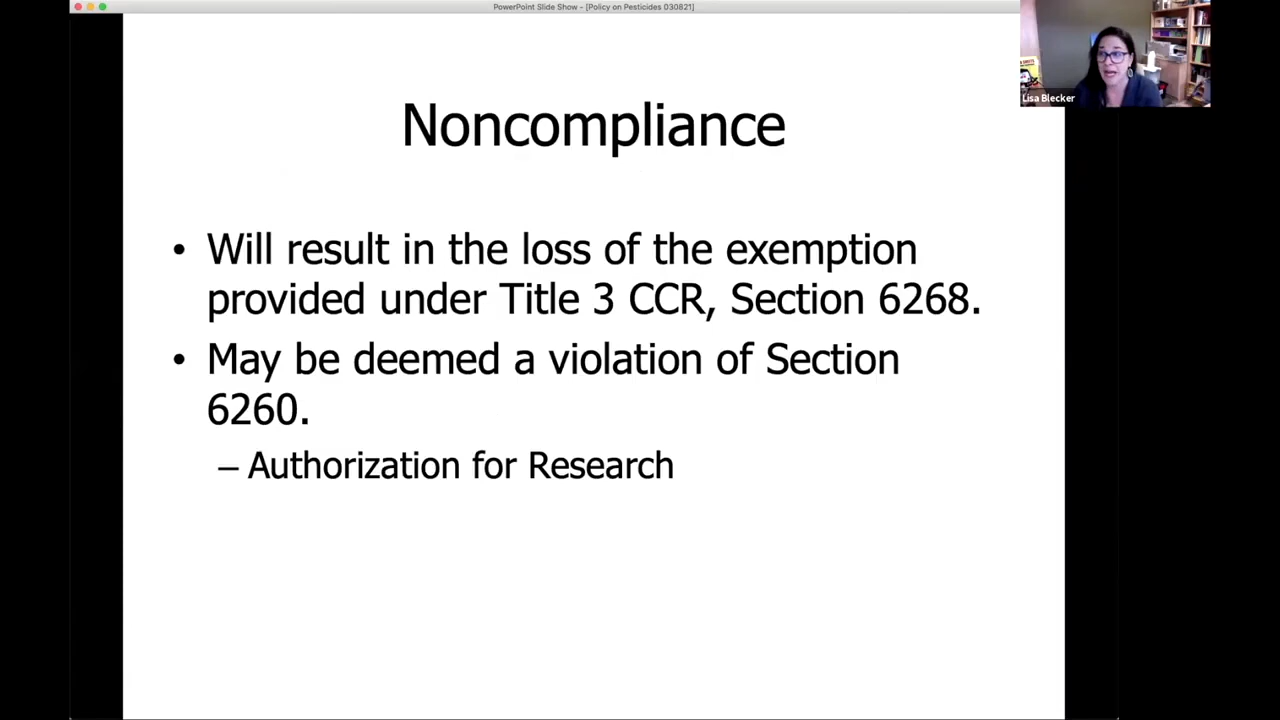 PowerPoint Slide Show - [Policy on Pesticides 030821]
Lisa Blecker
Noncompliance
• Will result in the loss of the exemption
provided under Title 3 CCR, Section 6268.
• May be deemed a violation of Section
6260.
– Authorization for Research